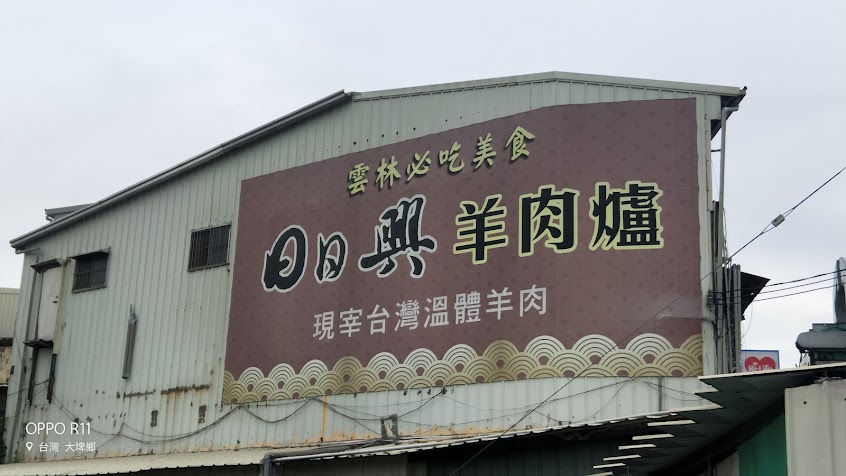 雲林必吃美食
日日興 羊肉爐
現宰台灣溫體羊肉
OPPO R11
台灣 大埤鄉